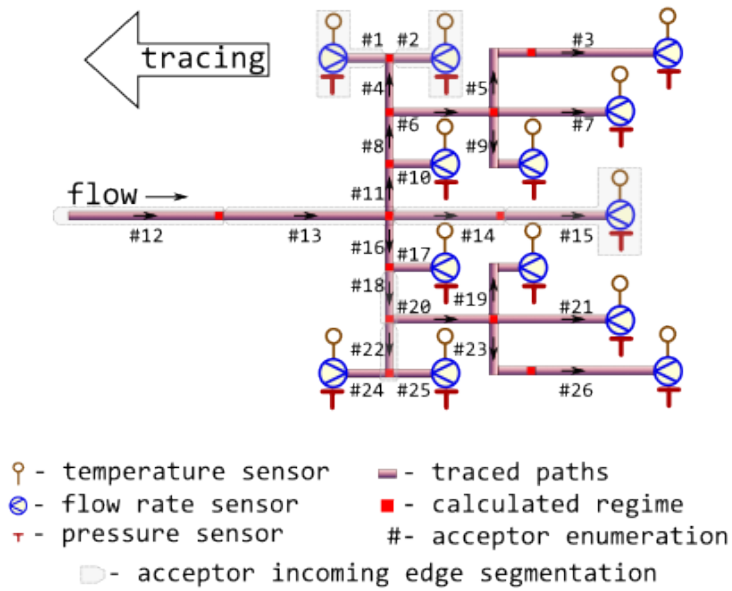 #1 #2 #3
tracing
#4 #5
#6 #7
#8 #9
#10
flow
#11
#12 #13 #14 #15
#16 #17
#18 #20 #19 #21
#22 #23
#24 #25 #26
- temperature sensor - traced paths
- flow rate sensor - calculated regime
- pressure sensor #- acceptor enumeration
- acceptor incoming edge segmentation